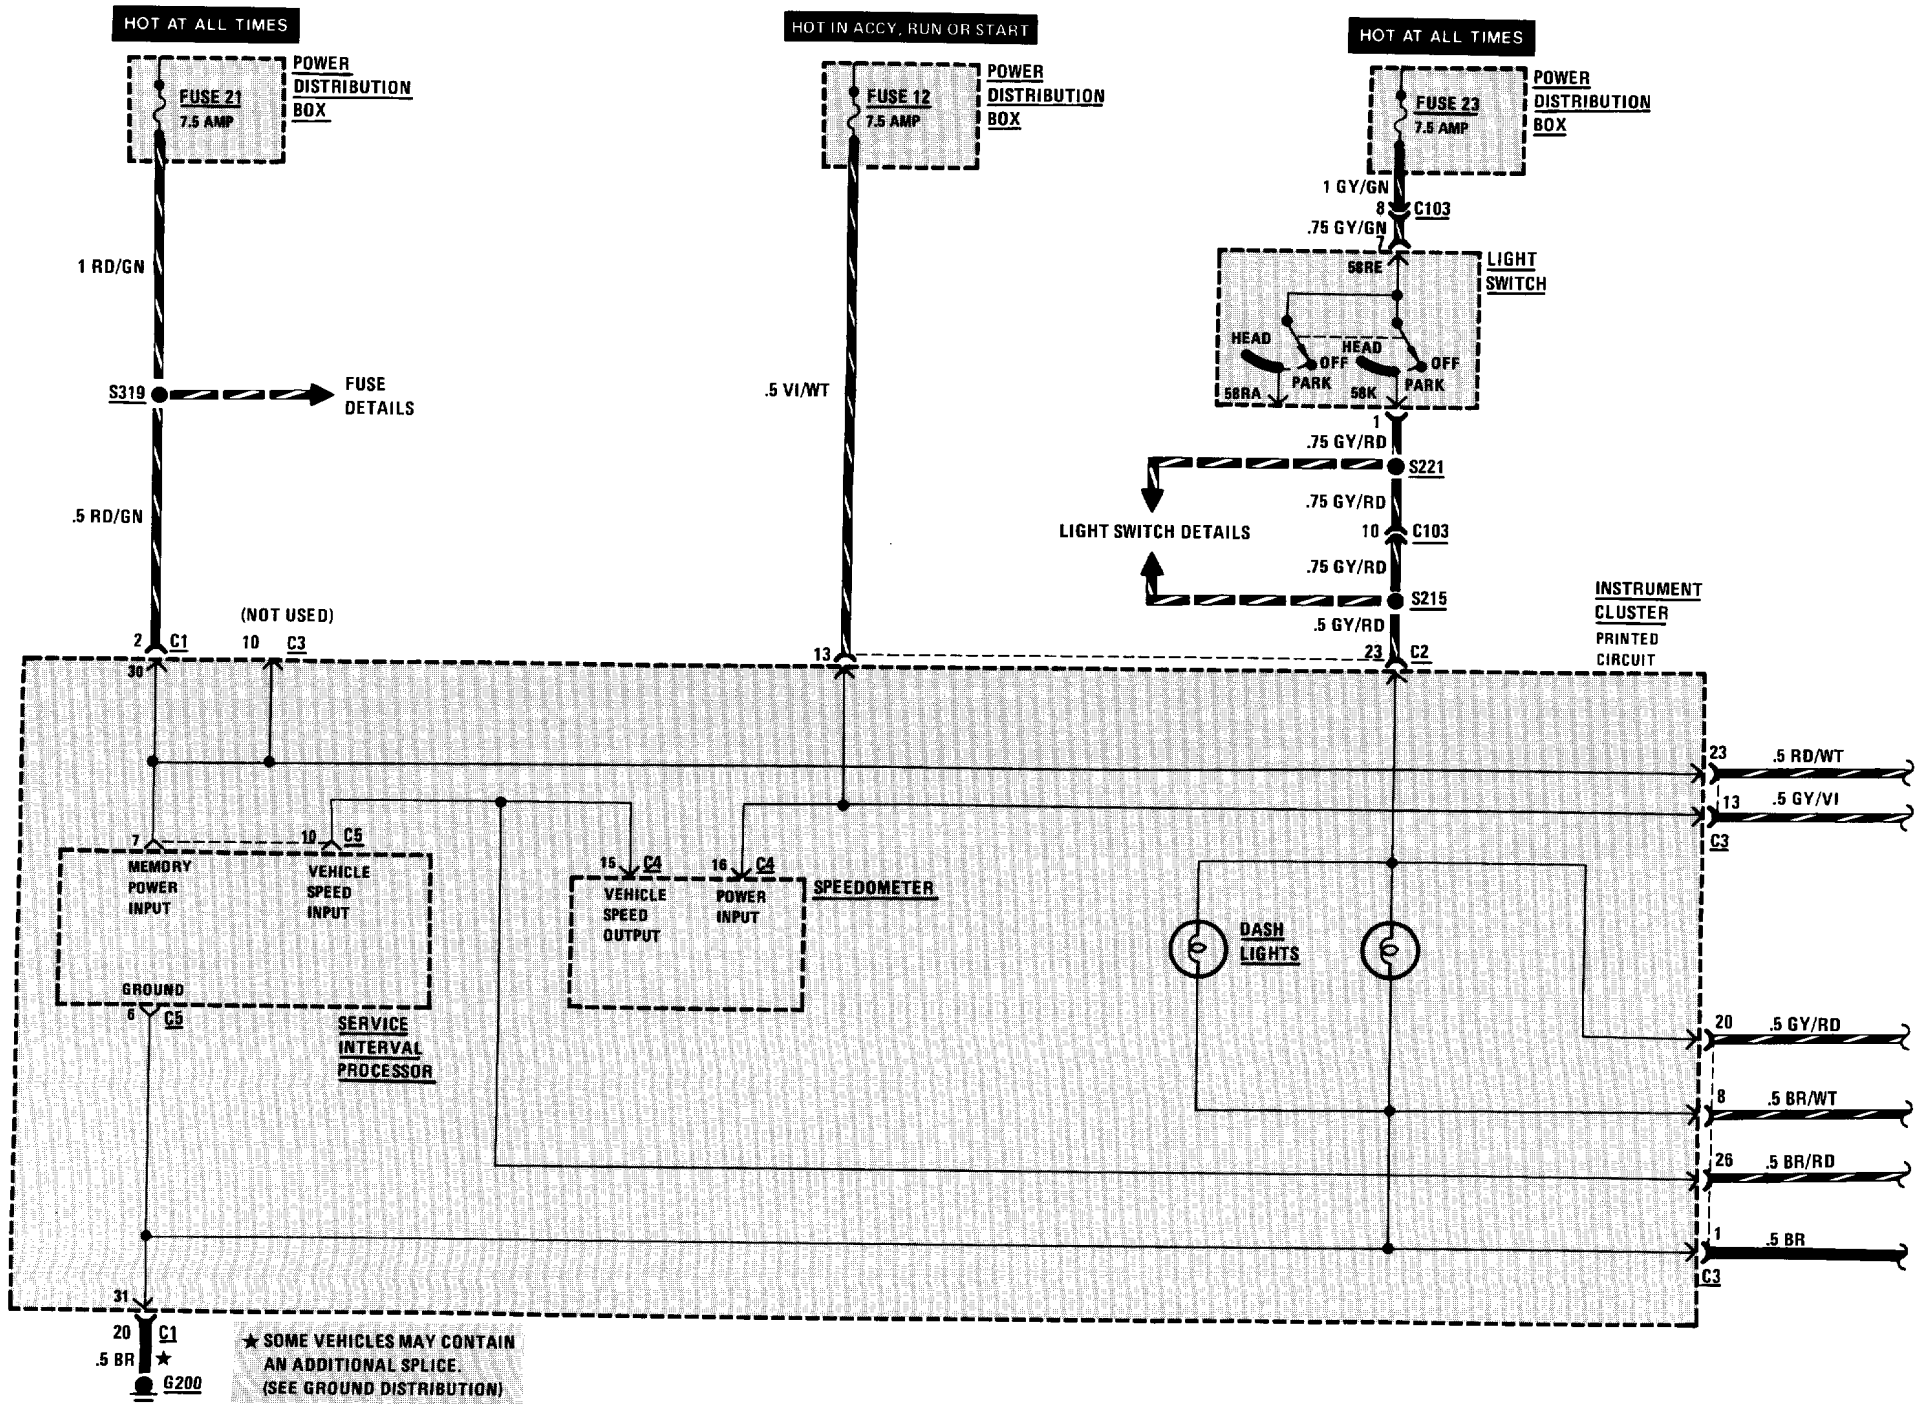 HOT AT ALL TIMES
HOT IN ACCY, RUN OR START
HOT AT ALL TIMES
POWER
DISTRIBUTION
BOX
FUSE 21
7.5 AMP
POWER
DISTRIBUTION
BOX
FUSE 12
7.5 AMP
POWER
DISTRIBUTION
BOX
FUSE 23
7.5 AMP
1 GY/GN
8
C103
.75 GY/GN
7
58RE
LIGHT
SWITCH
1 RD/GN
HEAD
OFF
PARK
58RA
HEAD
OFF
PARK
58K
S319
FUSE
DETAILS
.5 VI/WT
1
.75 GY/RD
S221
.75 GY/RD
LIGHT SWITCH DETAILS
10
C103
.75 GY/RD
S215
.5 GY/RD
.5 RD/GN
INSTRUMENT
CLUSTER
PRINTED
CIRCUIT
(NOT USED)
2
C1
10
C3
13
23
C2
30
23
.5 RD/WT
13
.5 GY/VI
C3
7
10
C5
MEMORY
POWER
INPUT
VEHICLE
SPEED
INPUT
15
C4
16
C4
VEHICLE
SPEED
OUTPUT
POWER
INPUT
SPEEDOMETER
DASH
LIGHTS
GROUND
6
C5
SERVICE
INTERVAL
PROCESSOR
20
.5 GY/RD
8
.5 BR/WT
26
.5 BR/RD
1
.5 BR
C3
31
20
C1
.5 BR
★
G200
★ SOME VEHICLES MAY CONTAIN
AN ADDITIONAL SPLICE.
(SEE GROUND DISTRIBUTION)